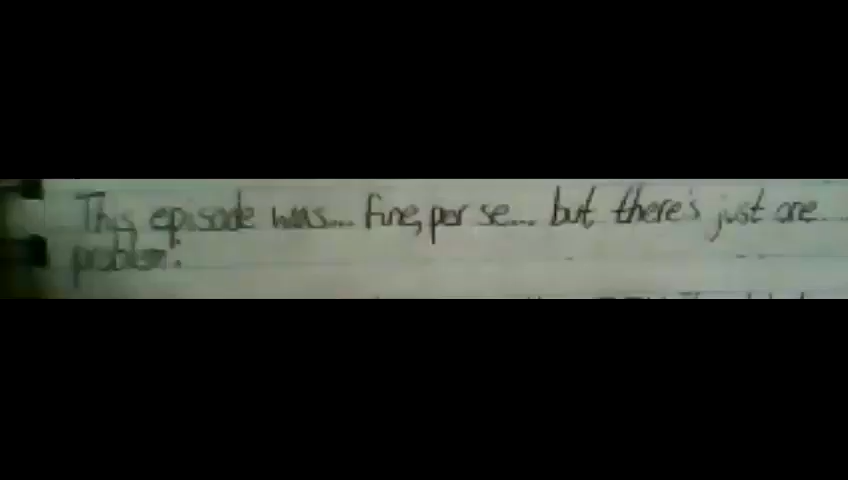 This episode was... fine, per se... but there's just one
problem: